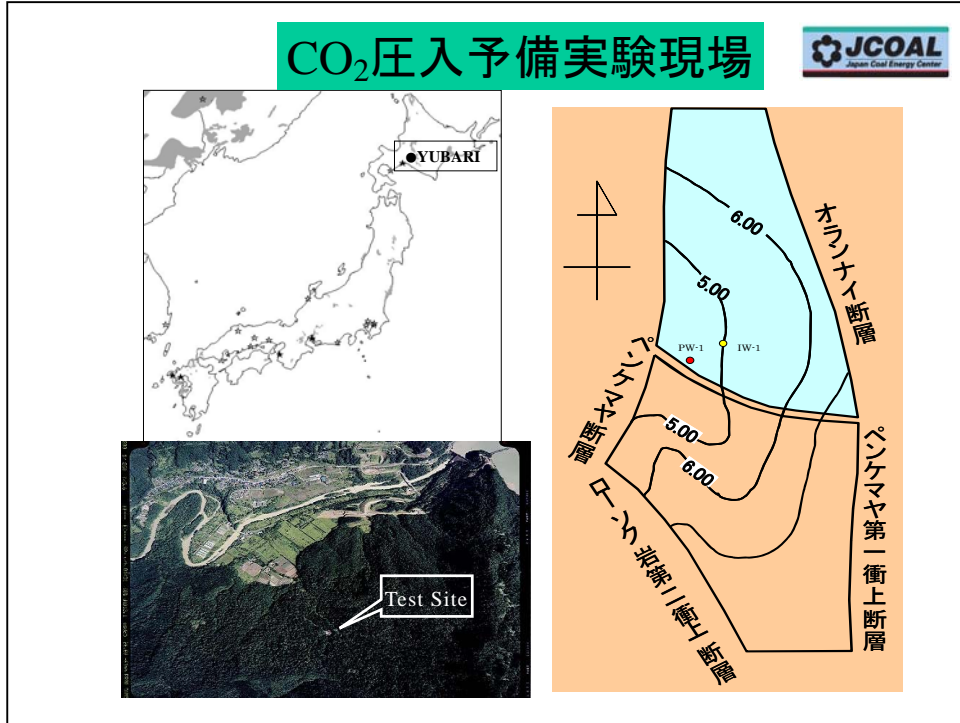 CO₂圧入予備実験現場
JCOAL
Japan Coal Energy Center
YUBARI
Test Site
6.00
5.00
PW-1
IW-1
5.00
6.00
オランナイ断層
ペンケマヤ断層
ローンク岩第二衝上断層
ペンケマヤ第一衝上断層